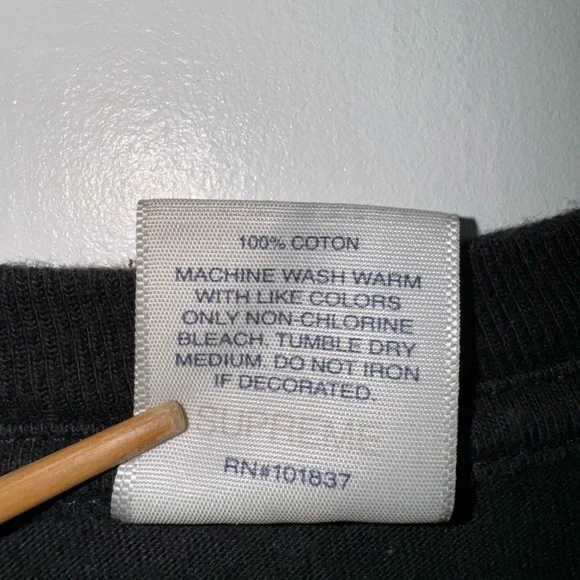 100% COTON
MACHINE WASH WARM
WITH LIKE COLORS
ONLY NON-CHLORINE
BLEACH. TUMBLE DRY
MEDIUM. DO NOT IRON
IF DECORATED.
SUPREME
RN#101837